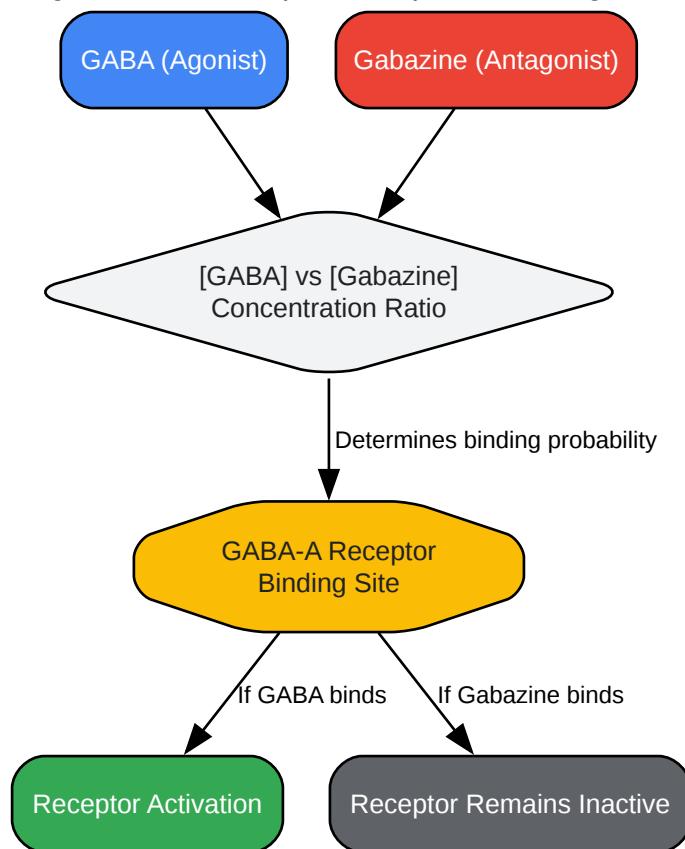 GABA (Agonist)
Gabazine (Antagonist)
[GABA] vs [Gabazine]
Concentration Ratio
Determines binding probability
GABA-A Receptor
Binding Site
If GABA binds
If Gabazine binds
Receptor Activation
Receptor Remains Inactive